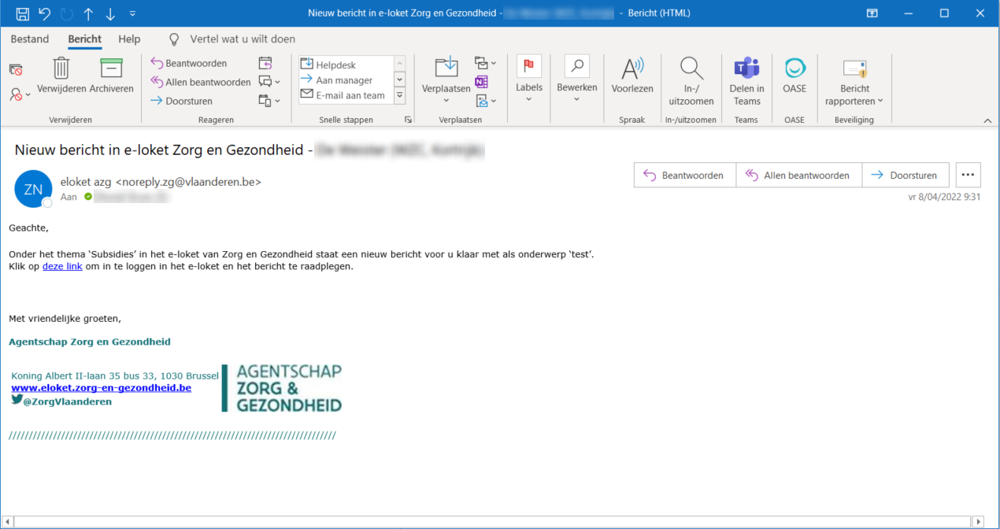 Nieuw bericht in e-loket Zorg en Gezondheid - - Bericht (HTML)
Bestand Bericht Help Vertel wat u wilt doen
Verwijderen Archiveren
Verwijderen
Beantwoorden
Allen beantwoorden
Doorsturen
Reageren
Helpdesk
Aan manager
E-mail aan team
Snelle stappen
Verplaatsen
Verplaatsen
Labels
Bewerken
Voorlezen
Spraak
In-/
uitzoomen
In-/uitzoomen
Delen in
Teams
Teams
OASE
OASE
Bericht
rapporteren
Beveiliging
Nieuw bericht in e-loket Zorg en Gezondheid -
ZN
eloket azg <noreply.zg@vlaanderen.be>
Aan
Beantwoorden Allen beantwoorden Doorsturen
vr 8/04/2022 9:31
Geachte,
Onder het thema ‘Subsidies’ in het e-loket van Zorg en Gezondheid staat een nieuw bericht voor u klaar met als onderwerp ‘test’.
Klik op deze link om in te loggen in het e-loket en het bericht te raadplegen.
Met vriendelijke groeten,
Agentschap Zorg en Gezondheid
Koning Albert II-laan 35 bus 33, 1030 Brussel
www.eloket.zorg-en-gezondheid.be
@ZorgVlaanderen
AGENTSCHAP
ZORG &
GEZONDHEID
/////////////////////////////////////////////////////////////////////////////////